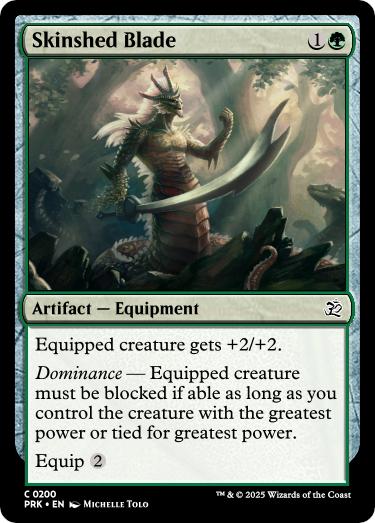 Skinshed Blade 1
Artifact — Equipment
Equipped creature gets +2/+2.
Dominance — Equipped creature
must be blocked if able as long as you
control the creature with the greatest
power or tied for greatest power.
Equip 2
C 0200
PRK • EN Michelle Tolo
™ & © 2025 Wizards of the Coast